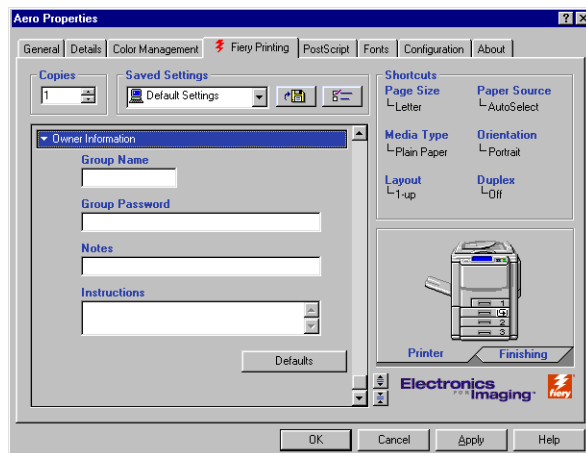 Aero Properties
General Details Color Management Fiery Printing PostScript Fonts Configuration About
Copies
1
Saved Settings
Default Settings
Owner Information
Group Name
Group Password
Notes
Instructions
Defaults
Shortcuts
Page Size Paper Source
Letter AutoSelect
Media Type Orientation
Plain Paper Portrait
Layout Duplex
1-up Off
1
2
3
Printer Finishing
Electronics
FOR Imaging
fiery
OK Cancel Apply Help